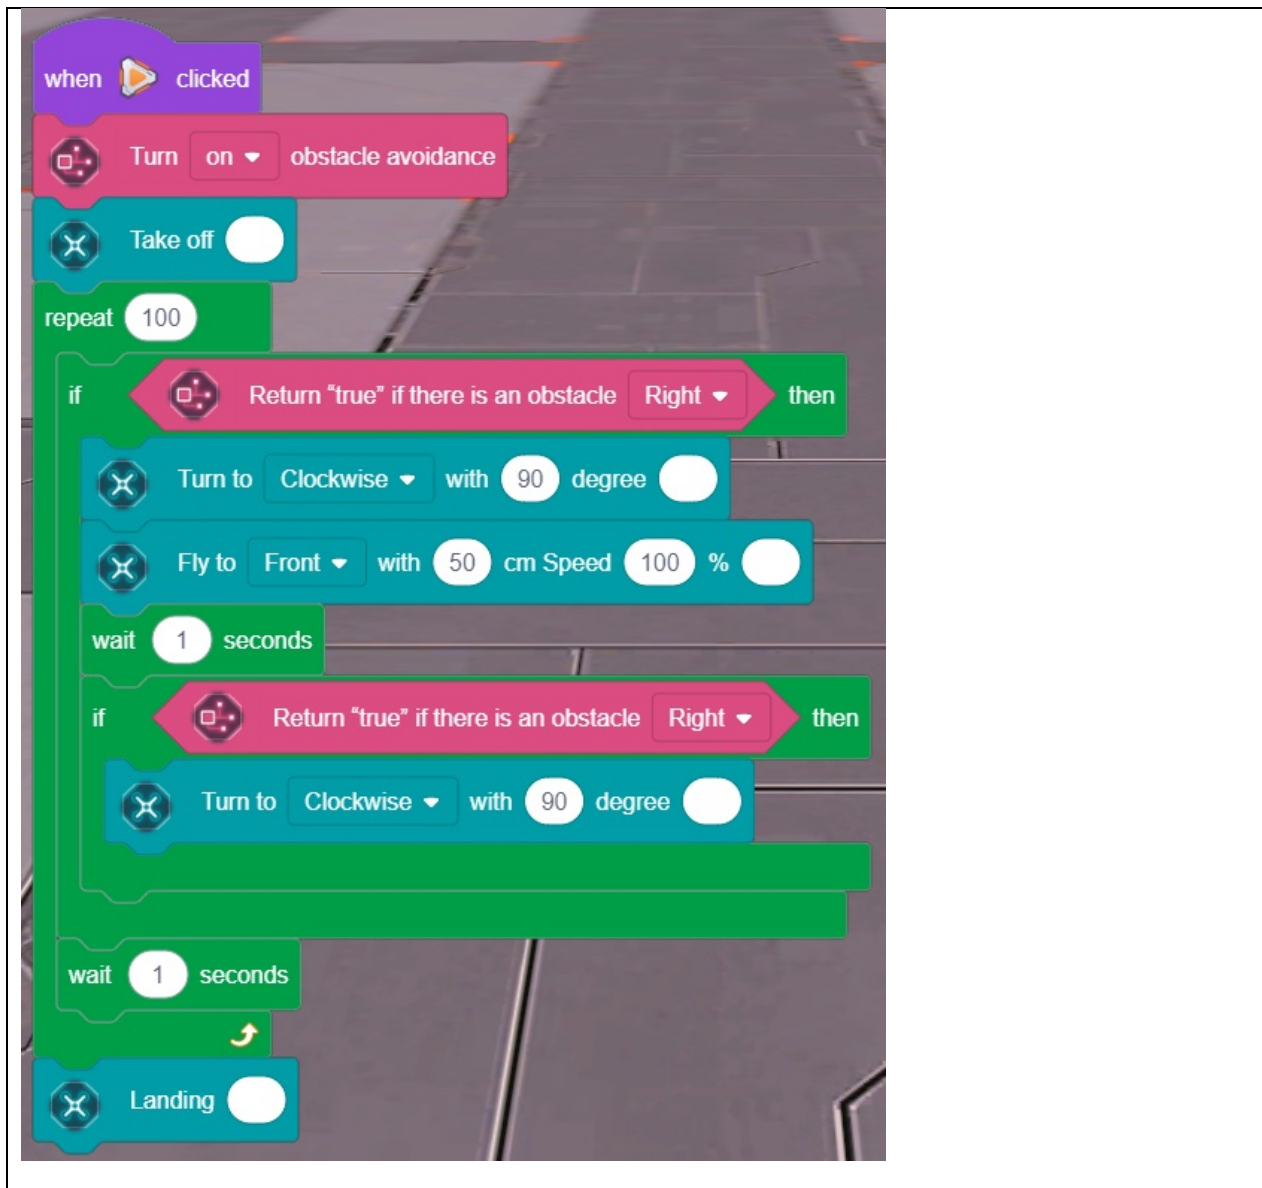 when clicked
Turn on obstacle avoidance
Take off
repeat 100
if Return “true” if there is an obstacle Right then
Turn to Clockwise with 90 degree
Fly to Front with 50 cm Speed 100 %
wait 1 seconds
if Return “true” if there is an obstacle Right then
Turn to Clockwise with 90 degree
wait 1 seconds
Landing